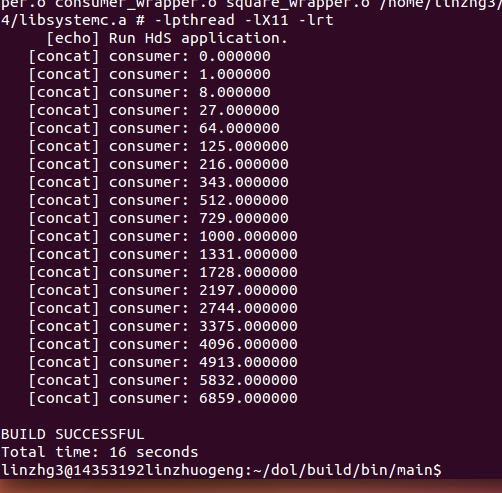 per.o consumer_wrapper.o square_wrapper.o /home/linzhg3/
4/libsystemc.a # -lpthread -lX11 -lrt
[echo] Run HdS application.
[concat] consumer: 0.000000
[concat] consumer: 1.000000
[concat] consumer: 8.000000
[concat] consumer: 27.000000
[concat] consumer: 64.000000
[concat] consumer: 125.000000
[concat] consumer: 216.000000
[concat] consumer: 343.000000
[concat] consumer: 512.000000
[concat] consumer: 729.000000
[concat] consumer: 1000.000000
[concat] consumer: 1331.000000
[concat] consumer: 1728.000000
[concat] consumer: 2197.000000
[concat] consumer: 2744.000000
[concat] consumer: 3375.000000
[concat] consumer: 4096.000000
[concat] consumer: 4913.000000
[concat] consumer: 5832.000000
[concat] consumer: 6859.000000
BUILD SUCCESSFUL
Total time: 16 seconds
linzhg3@14353192linzhuogeng:~/dol/build/bin/main$